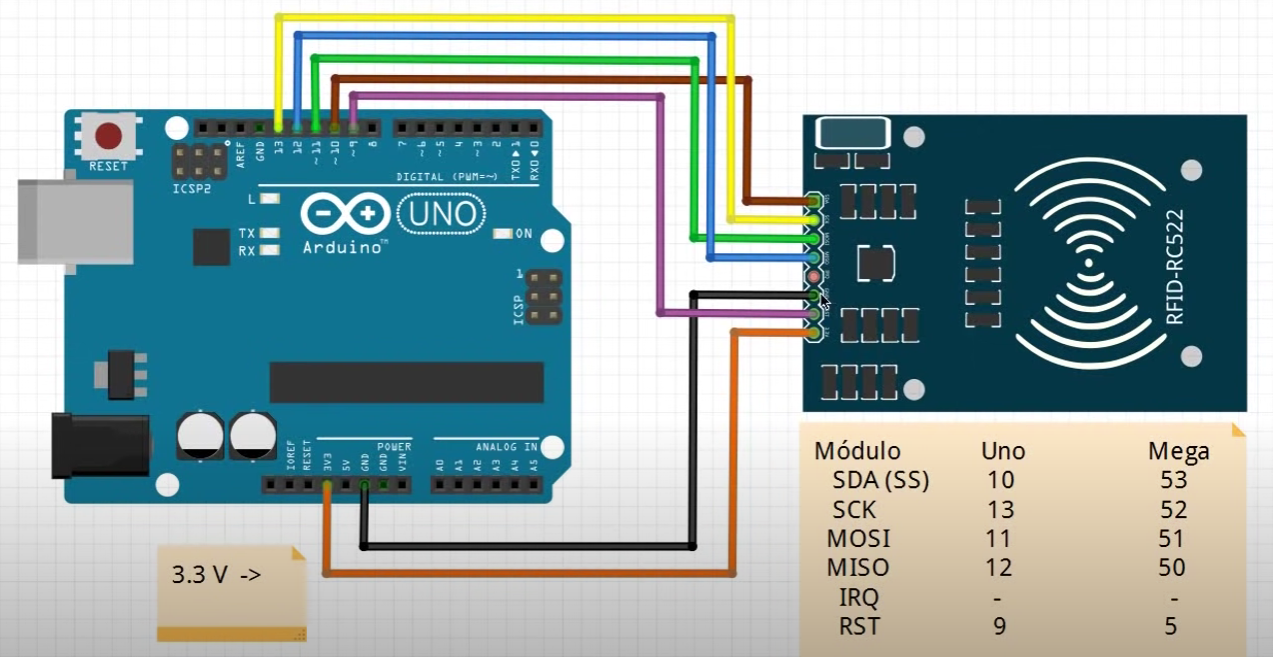 RESET
ICSP2
AREF
GND
13
12
~11
~10
~9
8
7
~6
~5
4
~3
2
TX0▶1
RX0◀0
DIGITAL (PWM=~)
L
TX
RX
UNO
Arduino™
ON
1
ICSP
RFID-RC522
POWER
ANALOG IN
IOREF
RESET
3V3
5V
GND
GND
VIN
A0
A1
A2
A3
A4
A5
3.3 V ->
Módulo Uno Mega
SDA (SS) 10 53
SCK 13 52
MOSI 11 51
MISO 12 50
IRQ - -
RST 9 5